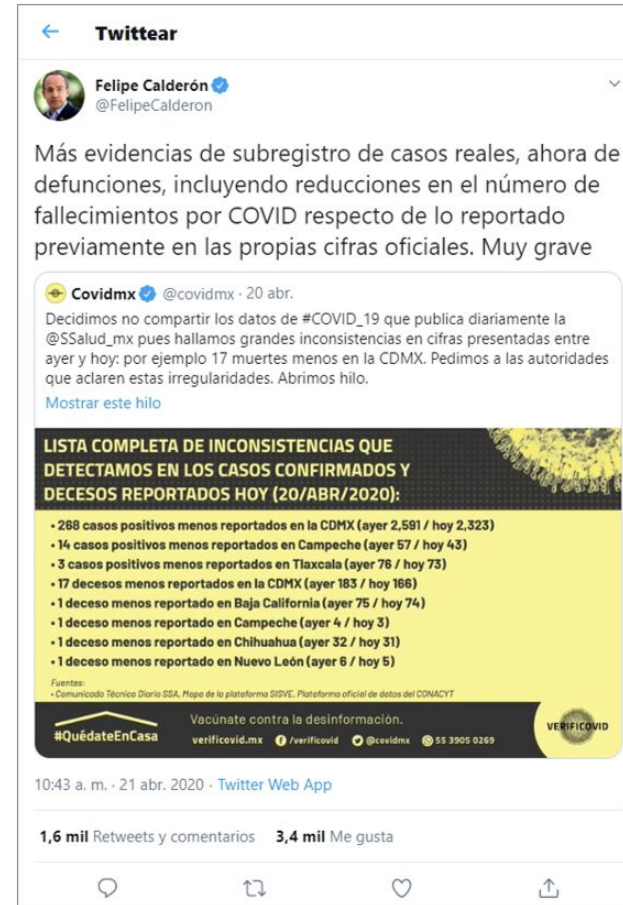 Twittear
Felipe Calderón
@FelipeCalderon
Más evidencias de subregistro de casos reales, ahora de
defunciones, incluyendo reducciones en el número de
fallecimientos por COVID respecto de lo reportado
previamente en las propias cifras oficiales. Muy grave
Covidmx @covidmx · 20 abr.
Decidimos no compartir los datos de #COVID_19 que publica diariamente la
@SSalud_mx pues hallamos grandes inconsistencias en cifras presentadas entre
ayer y hoy: por ejemplo 17 muertes menos en la CDMX. Pedimos a las autoridades
que aclaren estas irregularidades. Abrimos hilo.
Mostrar este hilo
LISTA COMPLETA DE INCONSISTENCIAS QUE
DETECTAMOS EN LOS CASOS CONFIRMADOS Y
DECESOS REPORTADOS HOY (20/ABR/2020):
• 268 casos positivos menos reportados en la CDMX (ayer 2,591 / hoy 2,323)
• 14 casos positivos menos reportados en Campeche (ayer 57 / hoy 43)
• 3 casos positivos menos reportados en Tlaxcala (ayer 76 / hoy 73)
• 17 decesos menos reportados en la CDMX (ayer 183 / hoy 166)
• 1 deceso menos reportado en Baja California (ayer 75 / hoy 74)
• 1 deceso menos reportado en Campeche (ayer 4 / hoy 3)
• 1 deceso menos reportado en Chihuahua (ayer 32 / hoy 31)
• 1 deceso menos reportado en Nuevo León (ayer 6 / hoy 5)
Fuentes:
• Comunicado Técnico Diario SSA, Mapa de la plataforma SISVE, Plataforma oficial de datos del CONACYT
#QuédateEnCasa
Vacúnate contra la desinformación.
verificovid.mx /verificovid @covidmx 55 3905 0269
VERIFICOVID
10:43 a. m. · 21 abr. 2020 · Twitter Web App
1,6 mil Retweets y comentarios 3,4 mil Me gusta